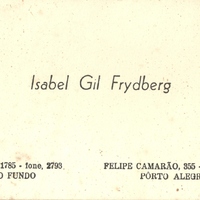 Isabel Gil Frydberg
1785 - fone, 2793
FUNDO
FELIPE CAMARÃO, 355 -
PÔRTO ALEGR